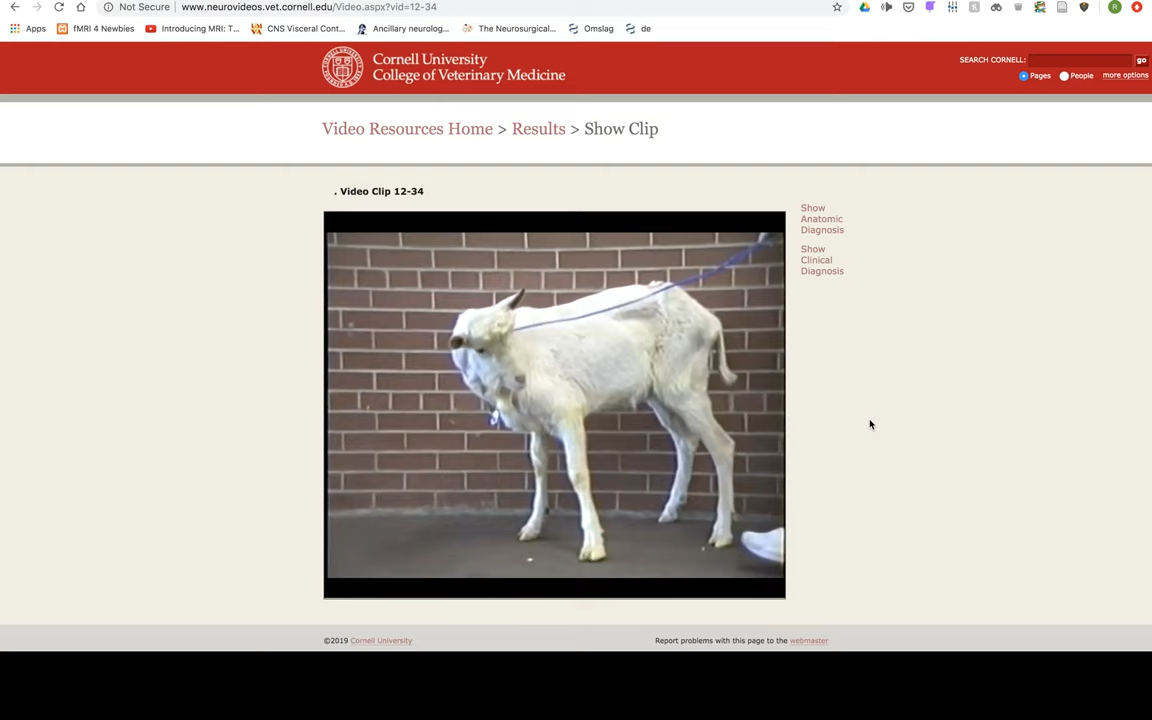 Not Secure www.neurovideos.vet.cornell.edu/Video.aspx?vid=12-34
Apps fMRI 4 Newbies Introducing MRI: T... CNS Visceral Cont... Ancillary neurolog... The Neurosurgical... Omslag de
R
Cornell University
College of Veterinary Medicine
SEARCH CORNELL: go
Pages People more options
Video Resources Home > Results > Show Clip
. Video Clip 12-34
Show
Anatomic
Diagnosis
Show
Clinical
Diagnosis
©2019 Cornell University Report problems with this page to the webmaster